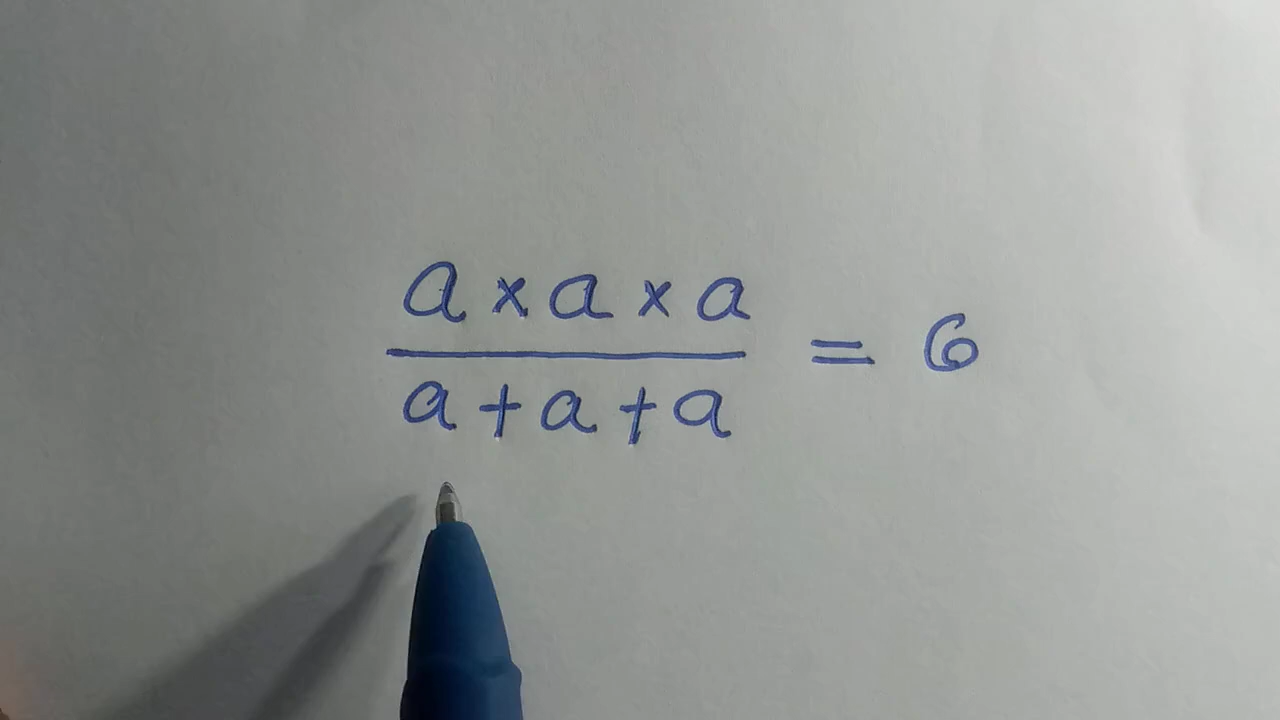 a × a × a
a + a + a = 6